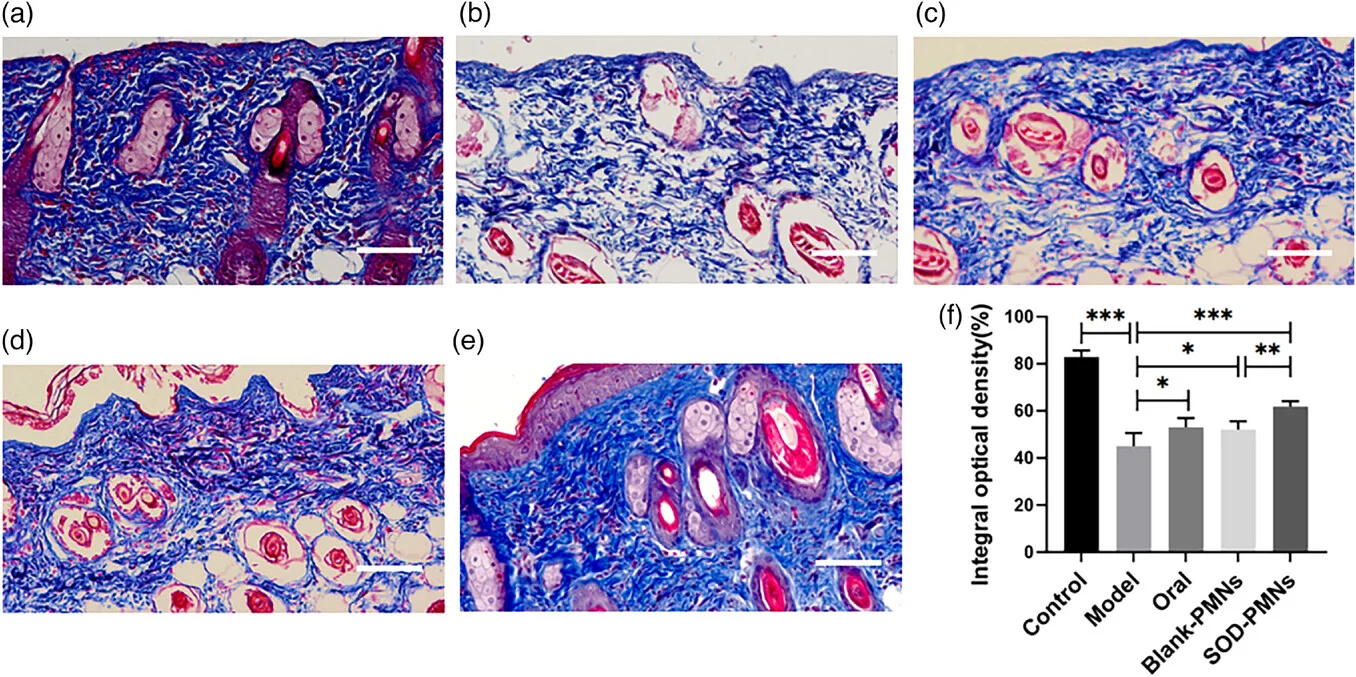 (a)
(b)
(c)
(d)
(e)
(f)
Integral optical density(%)
100
80
60
40
20
0
*** ***
* **
*
Control
Model
Oral
Blank-PMNs
SOD-PMNs